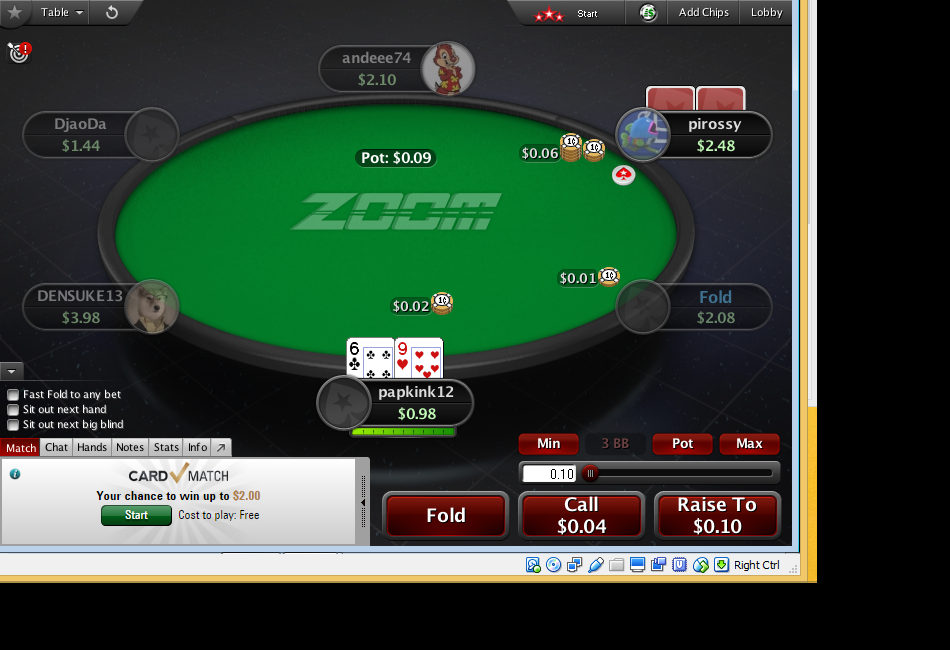 Table
Start
Add Chips
Lobby
andeee74
$2.10
DjaoDa
$1.44
pirossy
$2.48
Pot: $0.09
$0.06
ZOOM
$0.01
$0.02
DENSUKE13
$3.98
Fold
$2.08
6
9
papkink12
$0.98
Fast Fold to any bet
Sit out next hand
Sit out next big blind
Match
Chat
Hands
Notes
Stats
Info
CARD MATCH
Your chance to win up to $2.00
Start
Cost to play: Free
Min
3 BB
Pot
Max
0.10
Fold
Call
$0.04
Raise To
$0.10
Right Ctrl